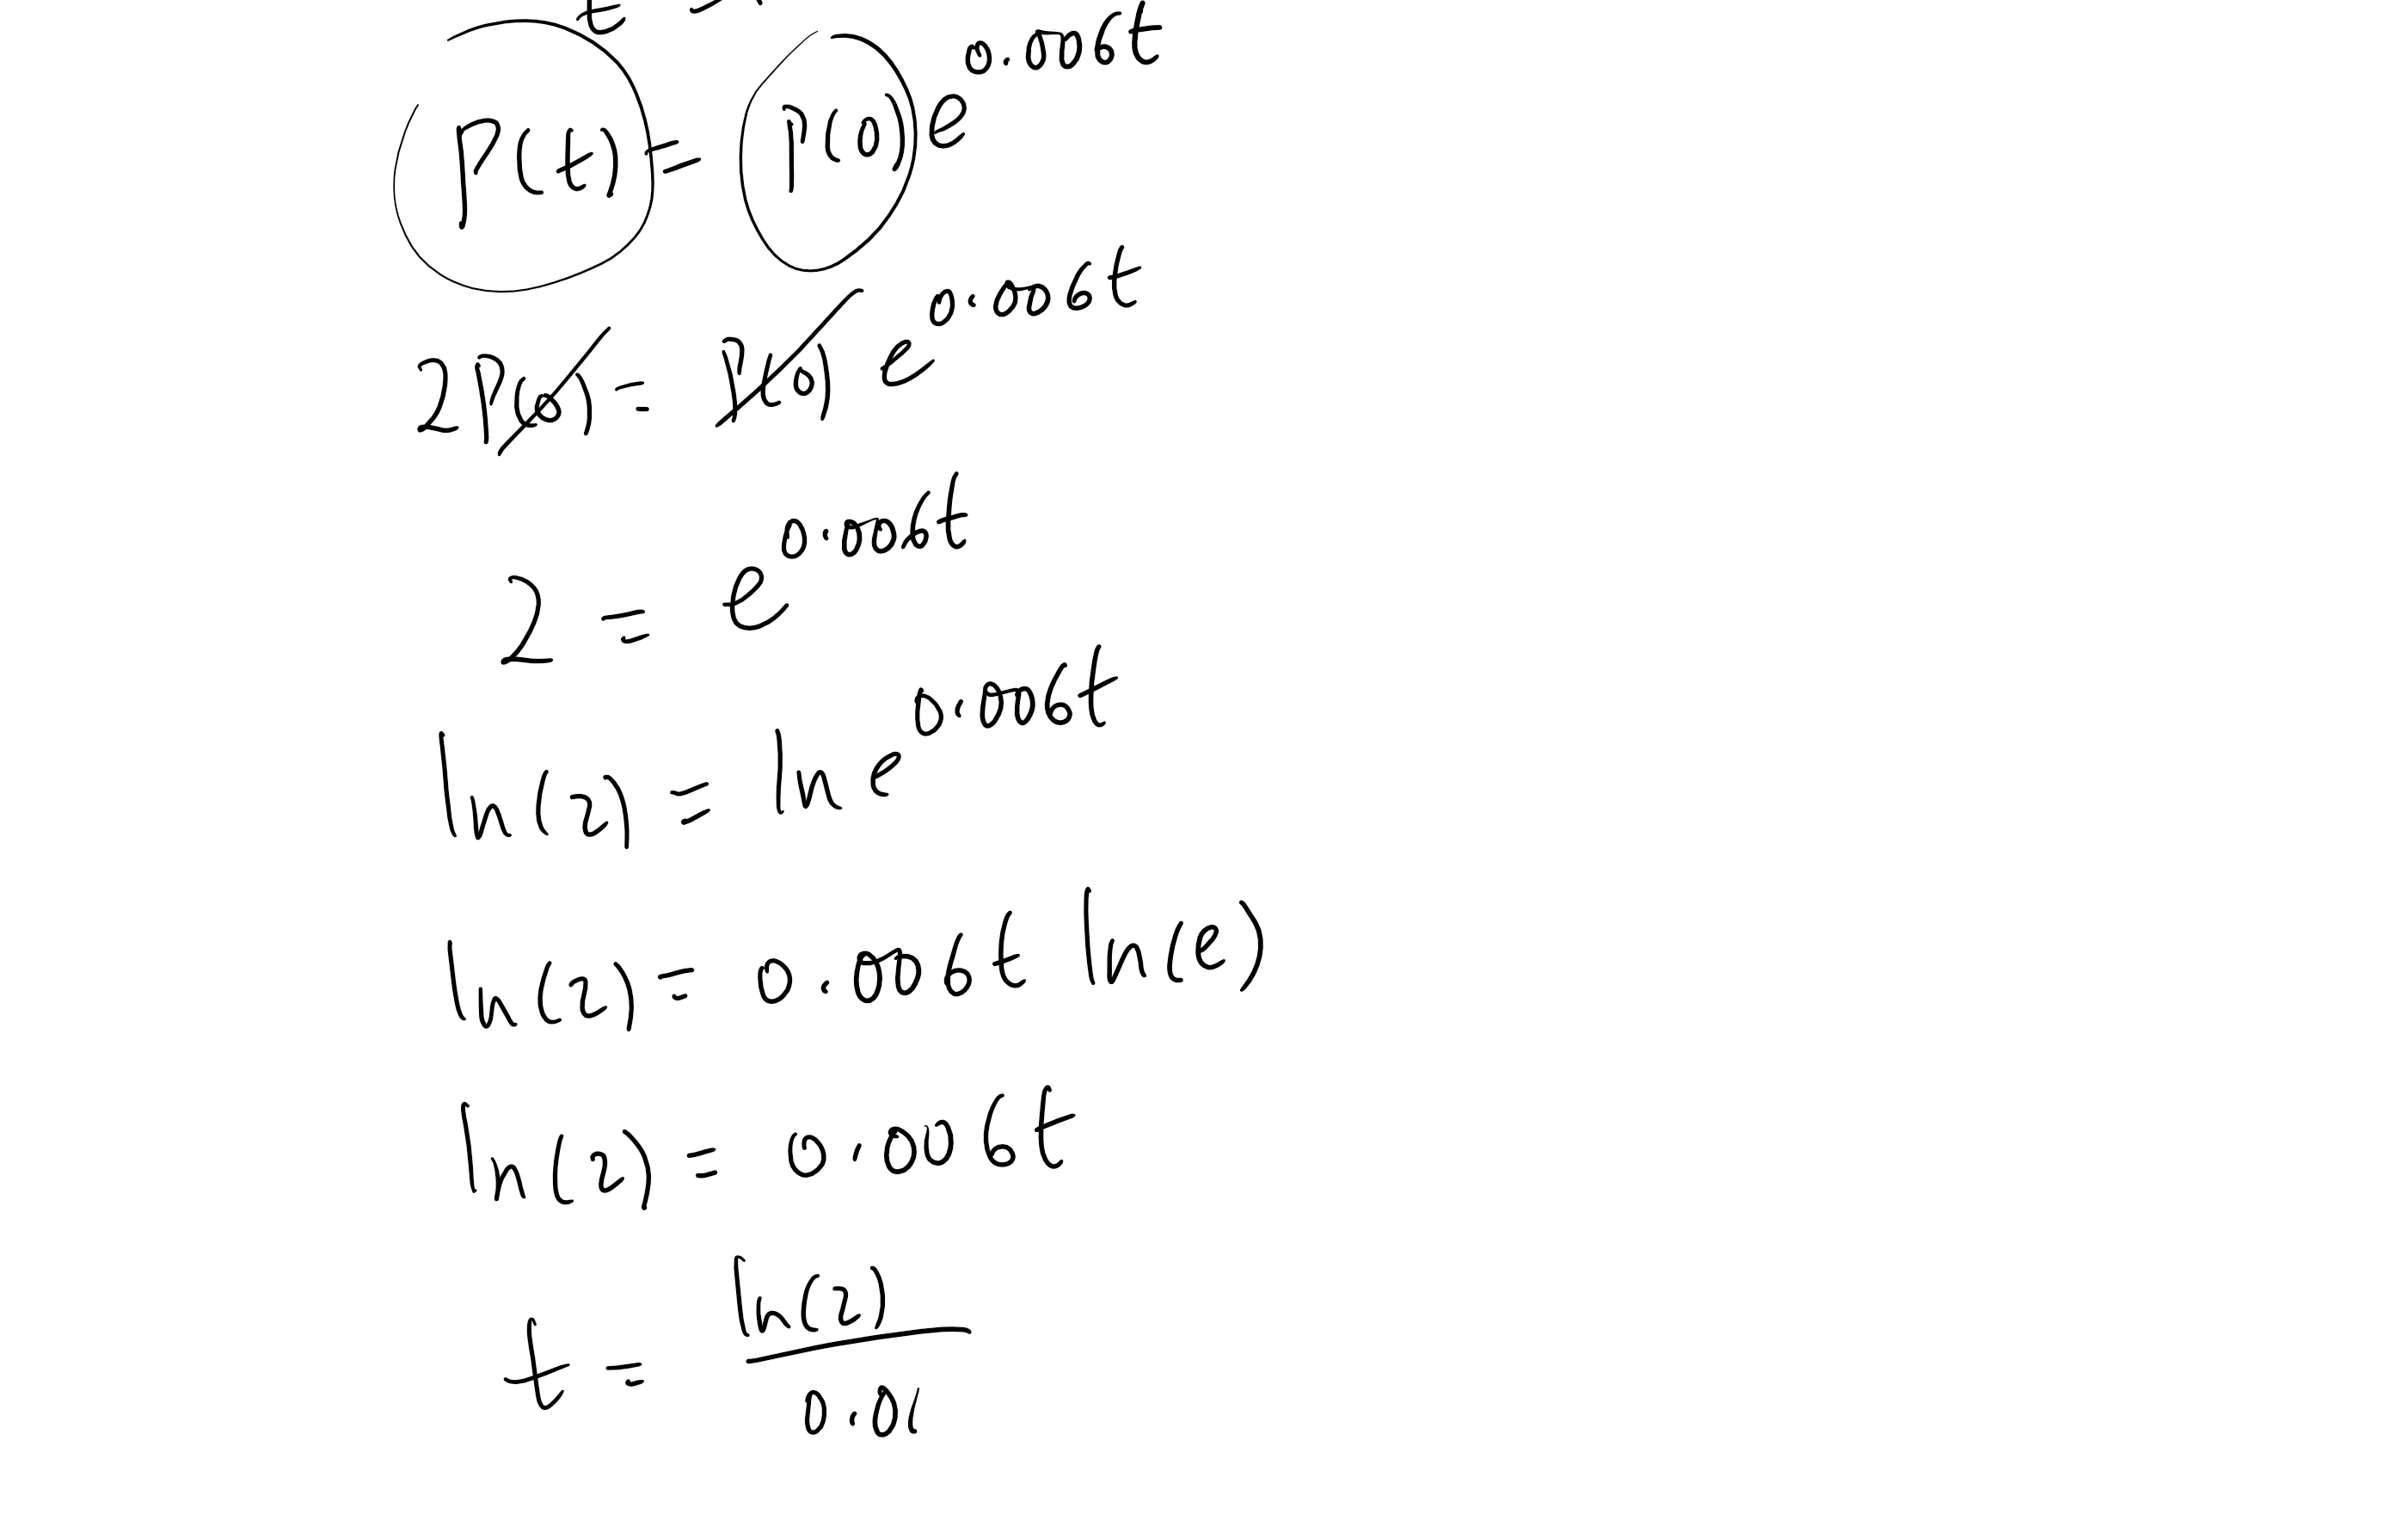 P(t) = P(0)e^0.006t
2P(0) = P(0) e^0.006t
2 = e^0.006t
ln(2) = ln e^0.006t
ln(2) = 0.006t ln(e)
ln(2) = 0.006t
t = ln(2) / 0.0